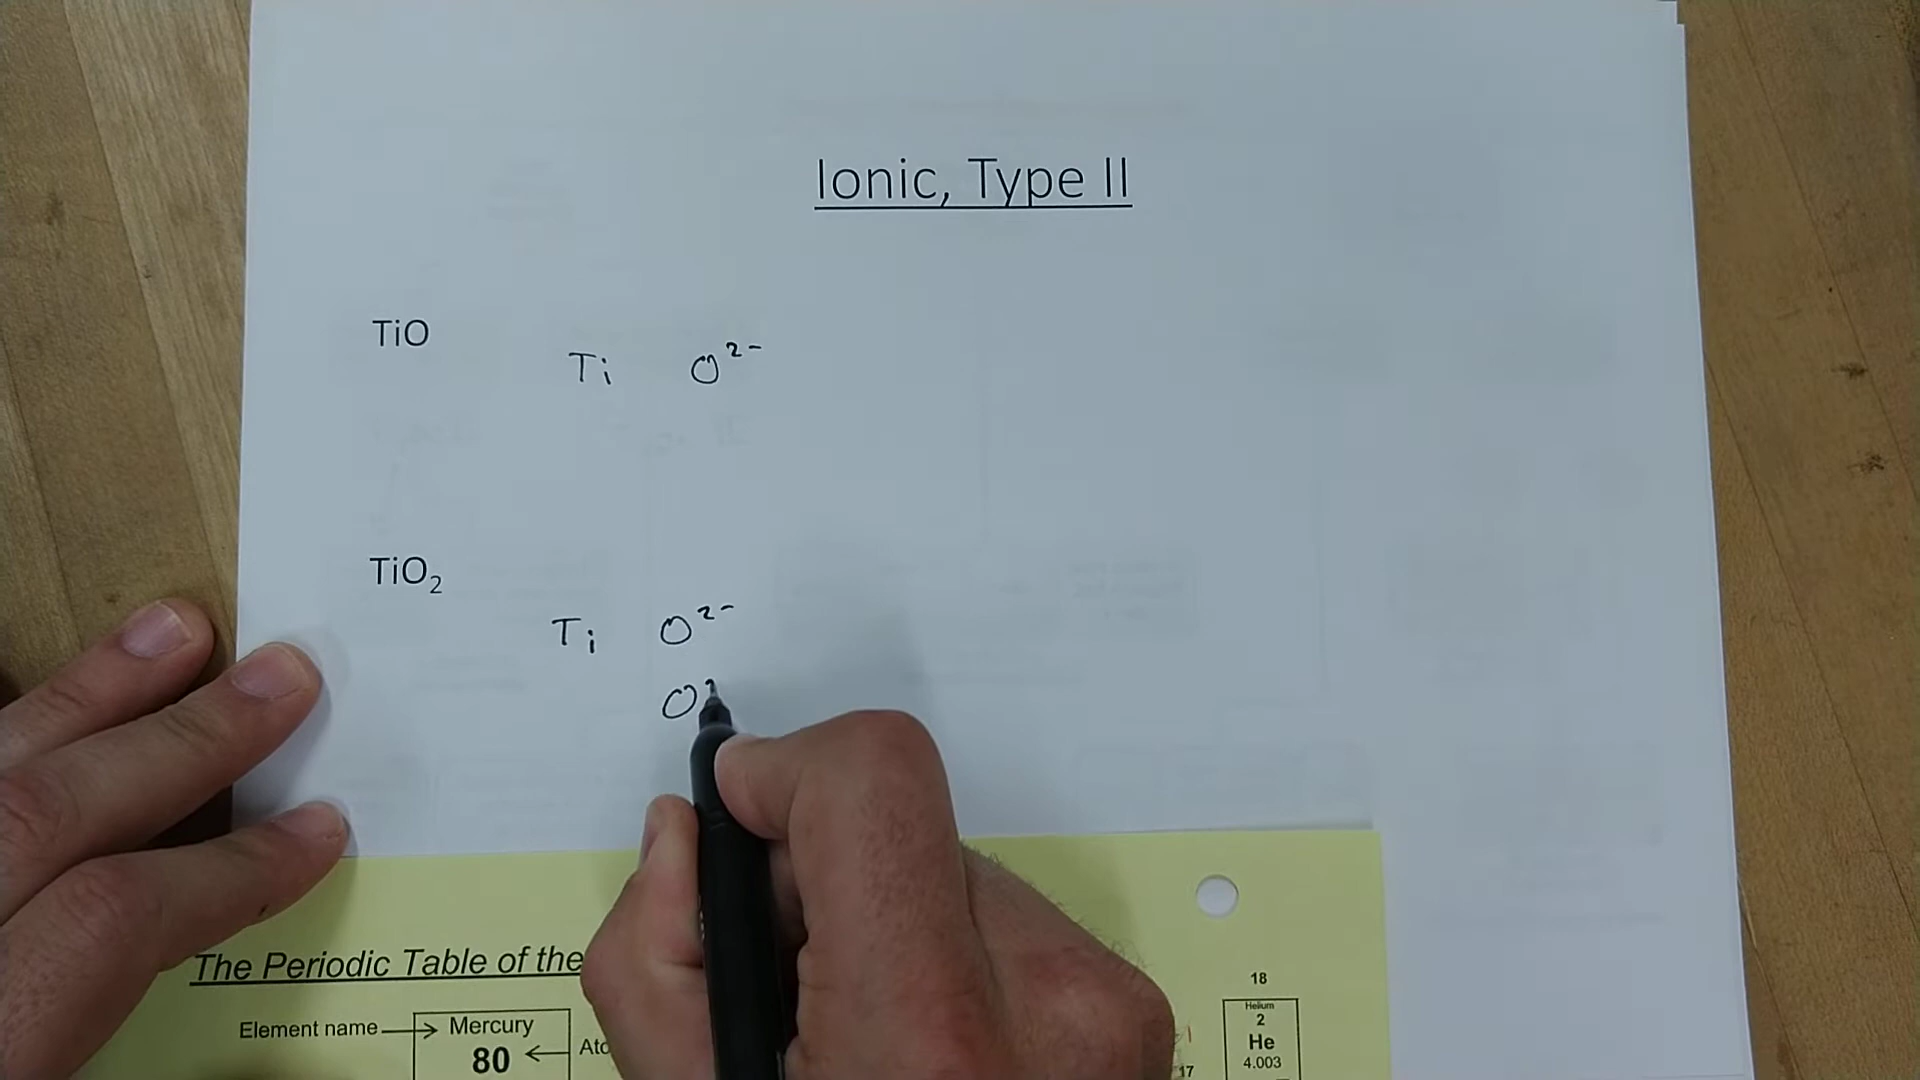 Ionic, Type II
TiO
Ti O²⁻
TiO₂
Ti O²⁻
O²
The Periodic Table of the
Element name
Mercury
80
18
Helium
2
He
4.003
17